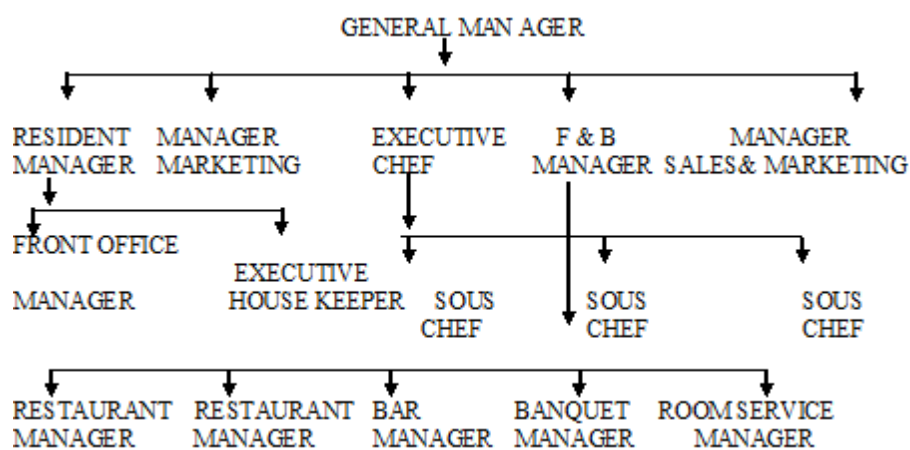 GENERAL MAN AGER
RESIDENT MANAGER EXECUTIVE F & B MANAGER
MANAGER MARKETING CHEF MANAGER SALES& MARKETING
FRONT OFFICE
EXECUTIVE
MANAGER HOUSE KEEPER SOUS SOUS SOUS
CHEF CHEF CHEF
RESTAURANT RESTAURANT BAR BANQUET ROOM SERVICE
MANAGER MANAGER MANAGER MANAGER MANAGER